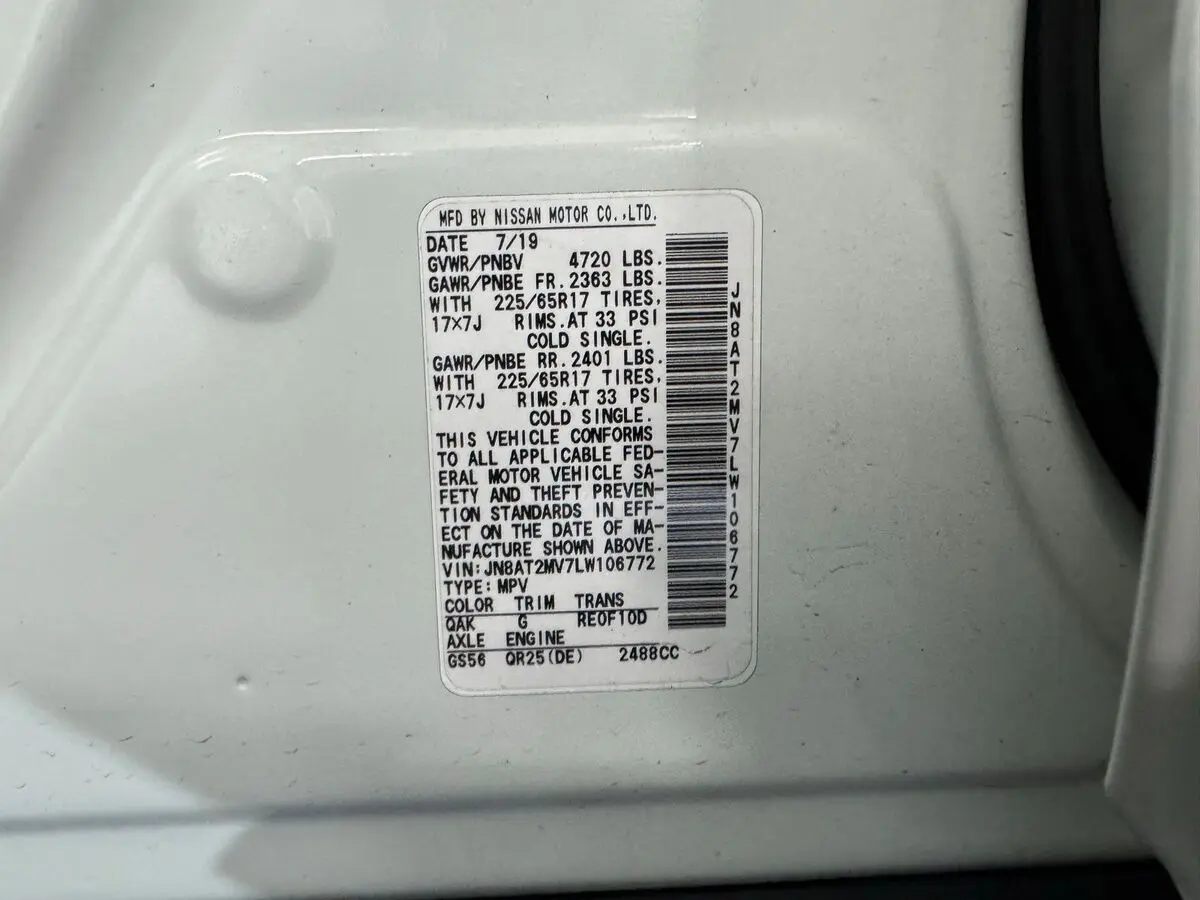 MFD BY NISSAN MOTOR CO.,LTD.
DATE 7/19
GVWR/PNBV 4720 LBS.
GAWR/PNBE FR. 2363 LBS.
WITH 225/65R17 TIRES,
17×7J RIMS.AT 33 PSI
COLD SINGLE.
GAWR/PNBE RR. 2401 LBS.
WITH 225/65R17 TIRES,
17×7J RIMS.AT 33 PSI
COLD SINGLE.
THIS VEHICLE CONFORMS
TO ALL APPLICABLE FED-
ERAL MOTOR VEHICLE SA-
FETY AND THEFT PREVEN-
TION STANDARDS IN EFF-
ECT ON THE DATE OF MA-
NUFACTURE SHOWN ABOVE.
VIN:JN8AT2MV7LW106772
TYPE:MPV
COLOR TRIM TRANS
QAK G RE0F10D
AXLE ENGINE
GS56 QR25(DE) 2488CC
JN8AT2MV7LW106772